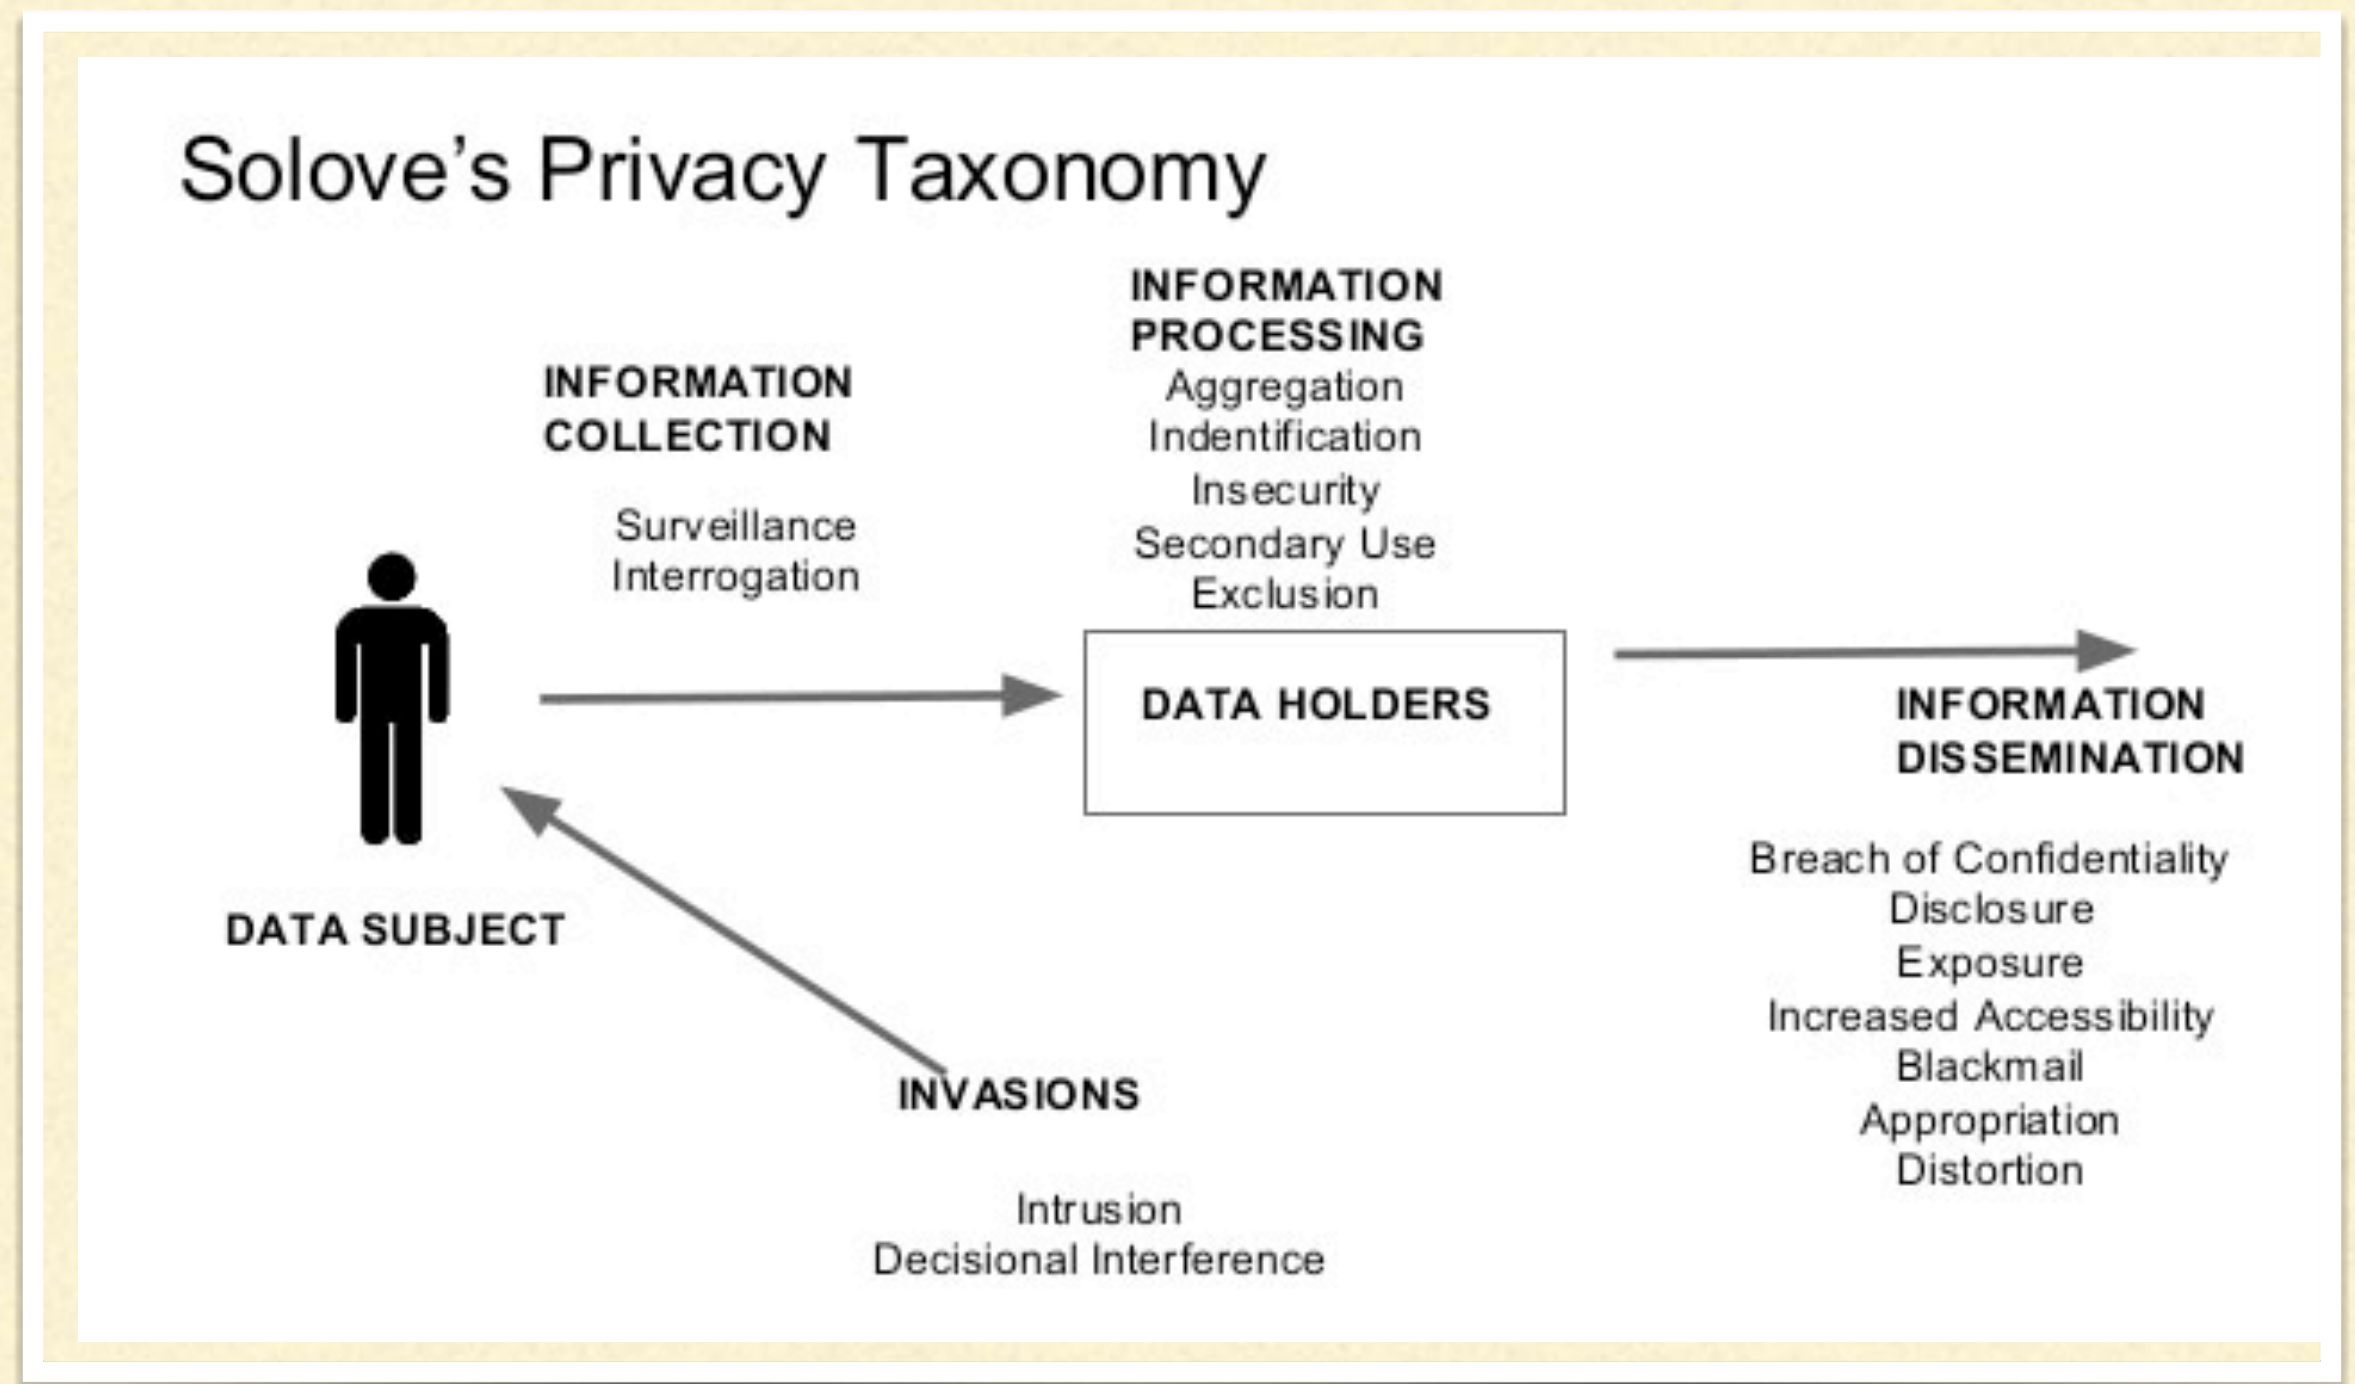 Solove’s Privacy Taxonomy
INFORMATION
COLLECTION
Surveillance
Interrogation
INFORMATION
PROCESSING
Aggregation
Indentification
Insecurity
Secondary Use
Exclusion
DATA HOLDERS
INFORMATION
DISSEMINATION
Breach of Confidentiality
Disclosure
Exposure
Increased Accessibility
Blackmail
Appropriation
Distortion
DATA SUBJECT
INVASIONS
Intrusion
Decisional Interference